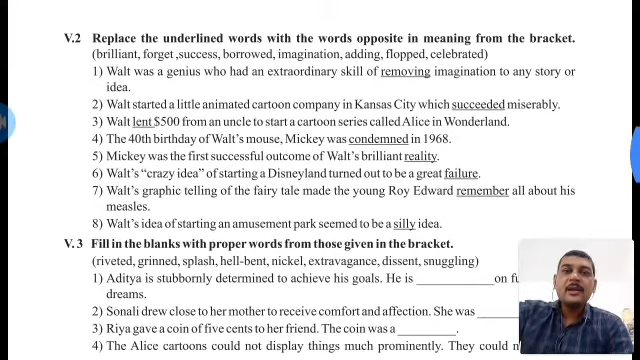 V.2 Replace the underlined words with the words opposite in meaning from the bracket.
(brilliant, forget ,success, borrowed, imagination, adding, flopped, celebrated)
1) Walt was a genius who had an extraordinary skill of removing imagination to any story or
idea.
2) Walt started a little animated cartoon company in Kansas City which succeeded miserably.
3) Walt lent $500 from an uncle to start a cartoon series called Alice in Wonderland.
4) The 40th birthday of Walt's mouse, Mickey was condemned in 1968.
5) Mickey was the first successful outcome of Walt's brilliant reality.
6) Walt's “crazy idea” of starting a Disneyland turned out to be a great failure.
7) Walt's graphic telling of the fairy tale made the young Roy Edward remember all about his
measles.
8) Walt's idea of starting an amusement park seemed to be a silly idea.
V. 3 Fill in the blanks with proper words from those given in the bracket.
(riveted, grinned, splash, hell-bent, nickel, extravagance, dissent, snuggling)
1) Aditya is stubbornly determined to achieve his goals. He is ____________on
dreams.
2) Sonali drew close to her mother to receive comfort and affection. She was ______
3) Riya gave a coin of five cents to her friend. The coin was a _________.
4) The Alice cartoons could not display things much prominently. They could